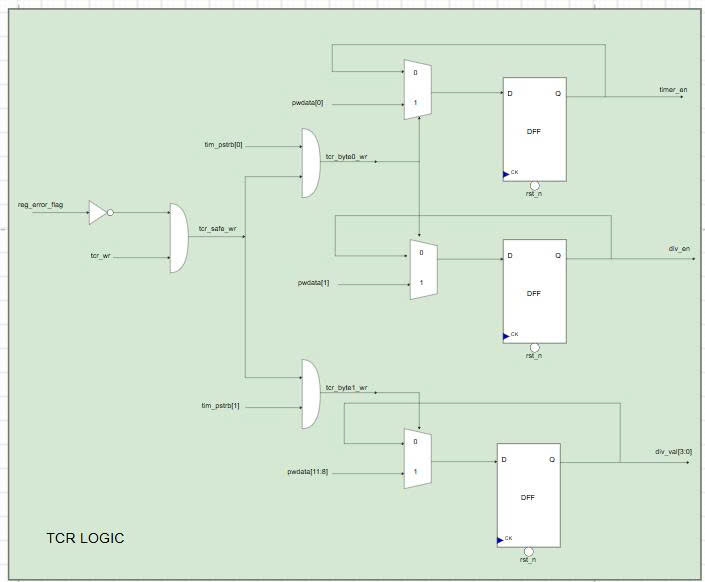 0
timer_en
D
Q
pwdata[0]
1
DFF
tim_pstrb[0]
tcr_byte0_wr
CK
rst_n
reg_error_flag
tcr_safe_wr
tcr_wr
0
D
Q
div_en
pwdata[1]
1
DFF
CK
rst_n
tcr_byte1_wr
tim_pstrb[1]
0
D
Q
div_val[3:0]
pwdata[11:8]
1
DFF
CK
rst_n
TCR LOGIC